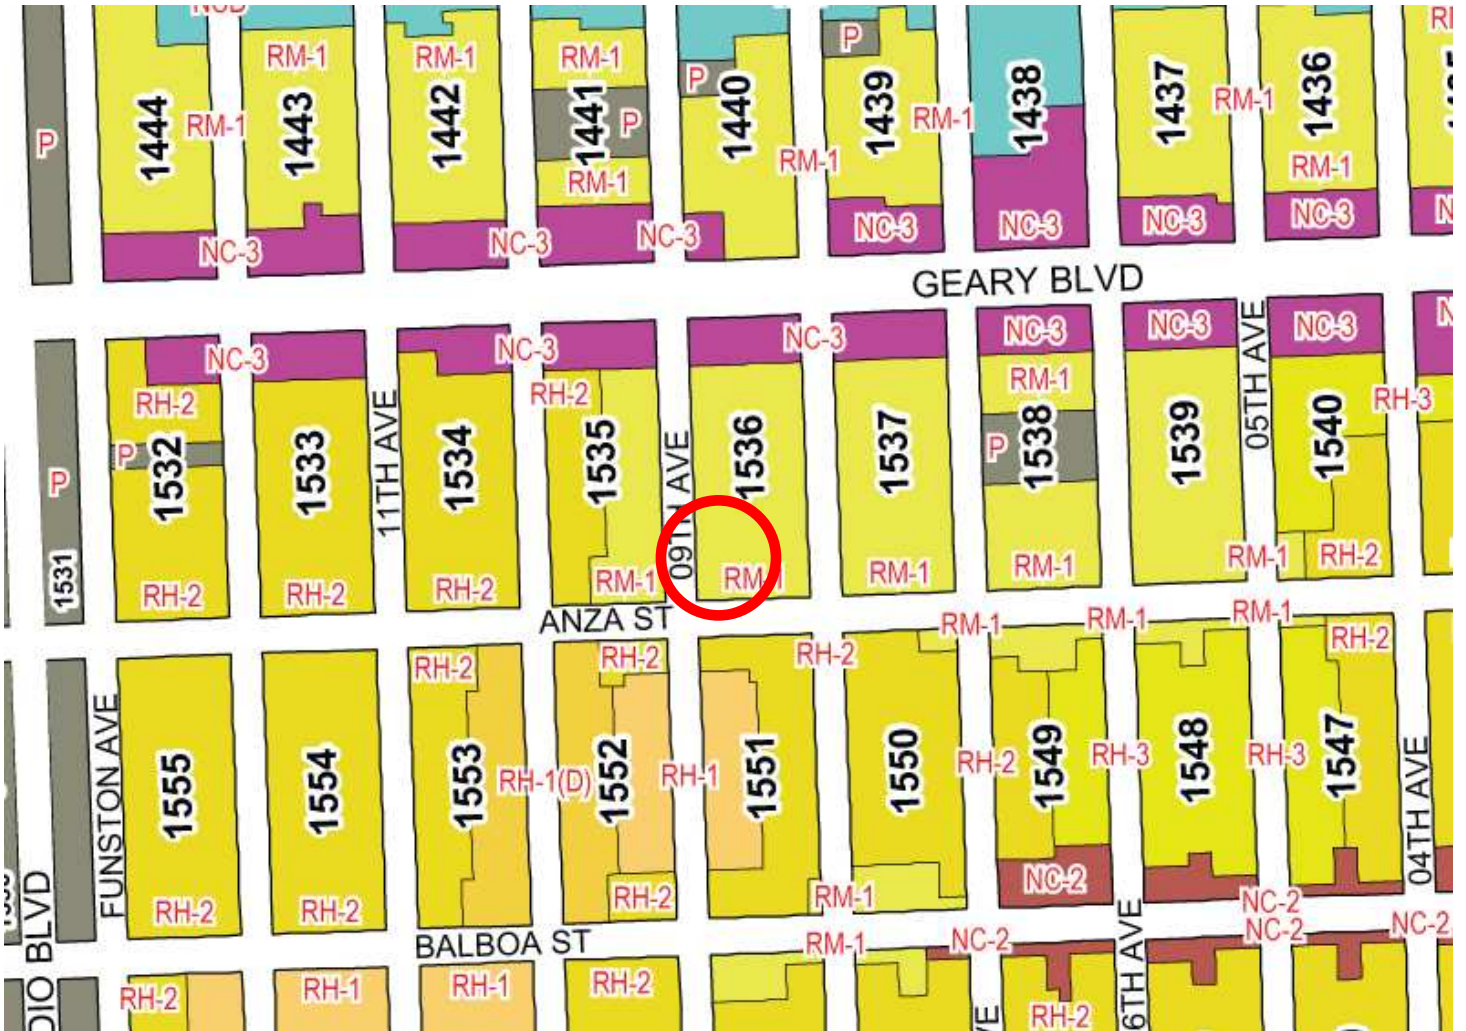 RM-1 RM-1 RM-1 P
P P RM-1 RM-1 RM-1 RM-1
1444 1443 1442 1441 1440 1439 1438 1437 1436
P RM-1 RM-1 RM-1
NC-3 NC-3 NC-3 NC-3 NC-3 NC-3 NC-3
GEARY BLVD
NC-3 NC-3 NC-3 NC-3 NC-3 NC-3
RH-2 RH-2 RM-1 RH-3
11TH AVE 09TH AVE 05TH AVE
P 1532 1533 1534 1535 1536 1537 P 1538 1539 1540
P
1531
RH-2 RH-2 RH-2 RM-1 RM-1 RM-1 RM-1 RM-1 RH-2
ANZA ST
RH-2 RH-2 RH-2 RM-1 RM-1 RM-1 RH-2
FUNSTON AVE
1555 1554 1553 1552 1551 1550 1549 1548 1547
RH-1(D) RH-1 RH-2 RH-3 RH-3
04TH AVE
RH-2 RH-2 RH-2 RM-1 NC-2 NC-2
BLVD
BALBOA ST
RM-1 NC-2 NC-2 NC-2
6TH AVE
RH-2 RH-1 RH-1 RH-2 RH-2